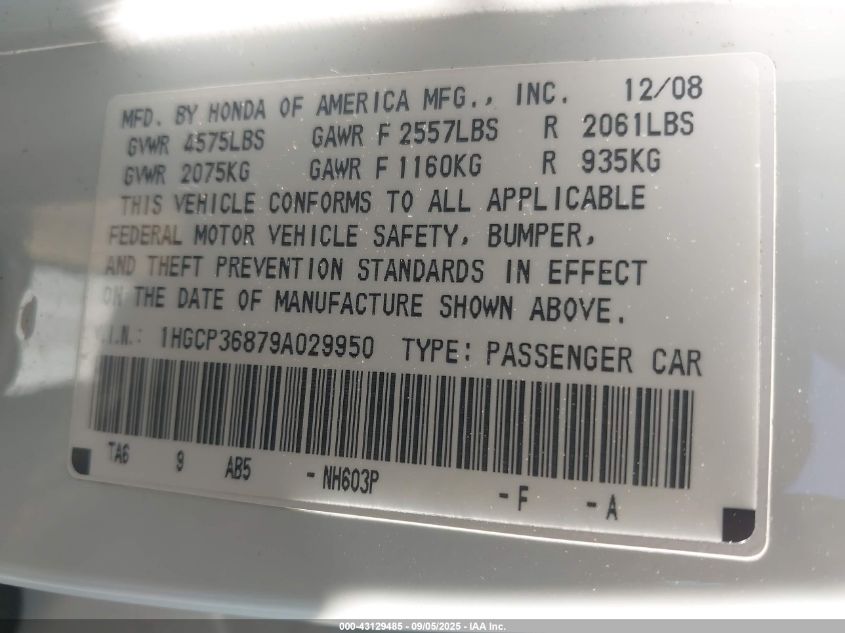 MFD. BY HONDA OF AMERICA MFG., INC. 12/08
GVWR 4575LBS GAWR F 2557LBS R 2061LBS
GVWR 2075KG GAWR F 1160KG R 935KG
THIS VEHICLE CONFORMS TO ALL APPLICABLE
FEDERAL MOTOR VEHICLE SAFETY, BUMPER,
AND THEFT PREVENTION STANDARDS IN EFFECT
ON THE DATE OF MANUFACTURE SHOWN ABOVE.
V.I.N.: 1HGCP36879A029950 TYPE: PASSENGER CAR
TA6 9 AB5 - NH603P - F - A
000-43129485 - 09/05/2025 - IAA Inc.